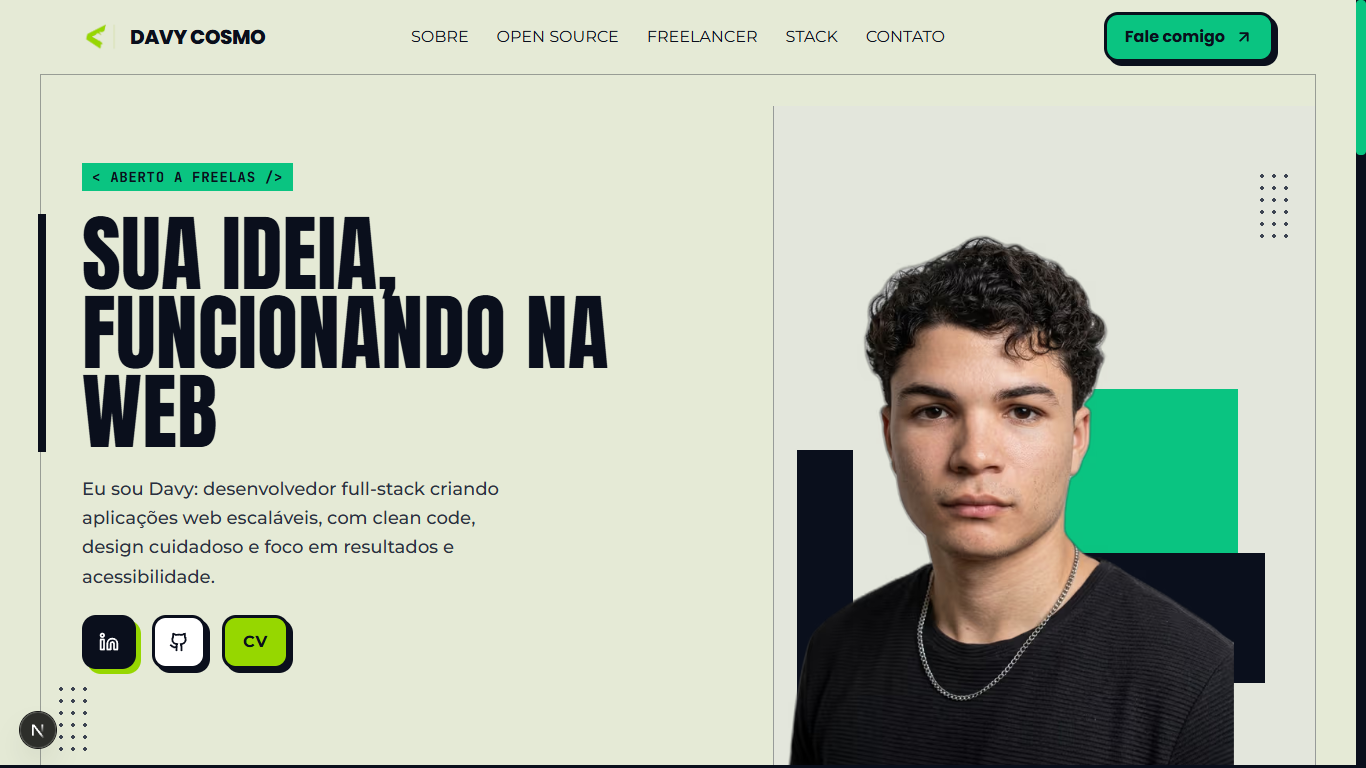 DAVY COSMO
SOBRE
OPEN SOURCE
FREELANCER
STACK
CONTATO
Fale comigo
< ABERTO A FREELAS />
SUA IDEIA,
FUNCIONANDO NA
WEB
Eu sou Davy: desenvolvedor full-stack criando
aplicações web escaláveis, com clean code,
design cuidadoso e foco em resultados e
acessibilidade.
in
CV
N